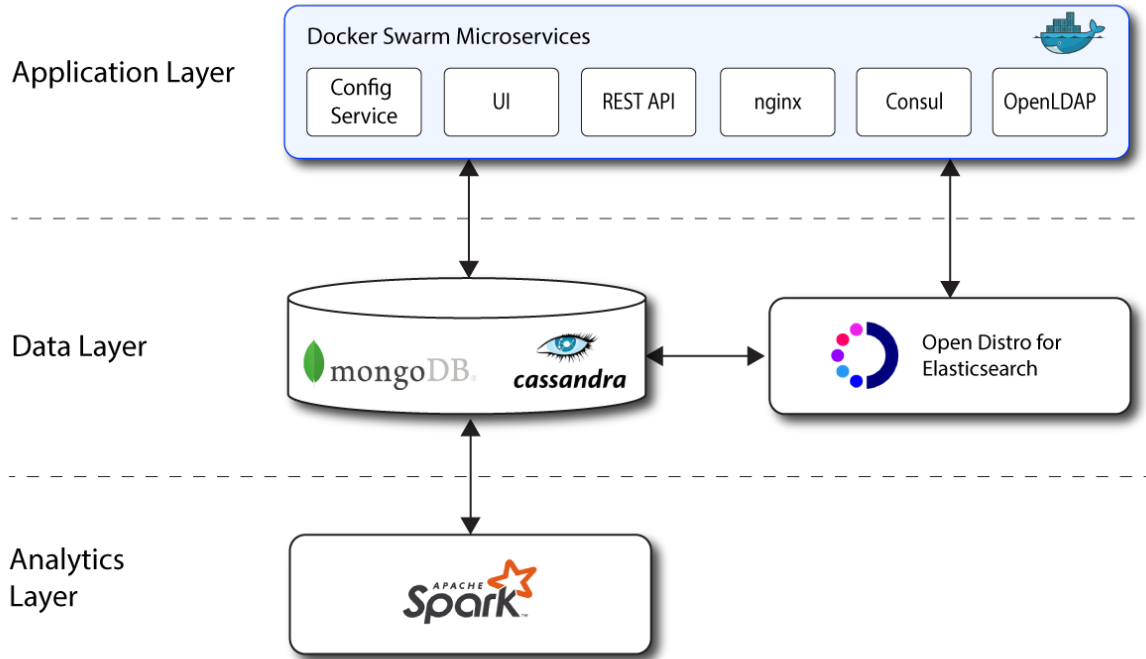 Docker Swarm Microservices
Application Layer
Config
Service
UI
REST API
nginx
Consul
OpenLDAP
Data Layer
mongoDB®
cassandra
Open Distro for
Elasticsearch
Analytics
Layer
APACHE
Spark™